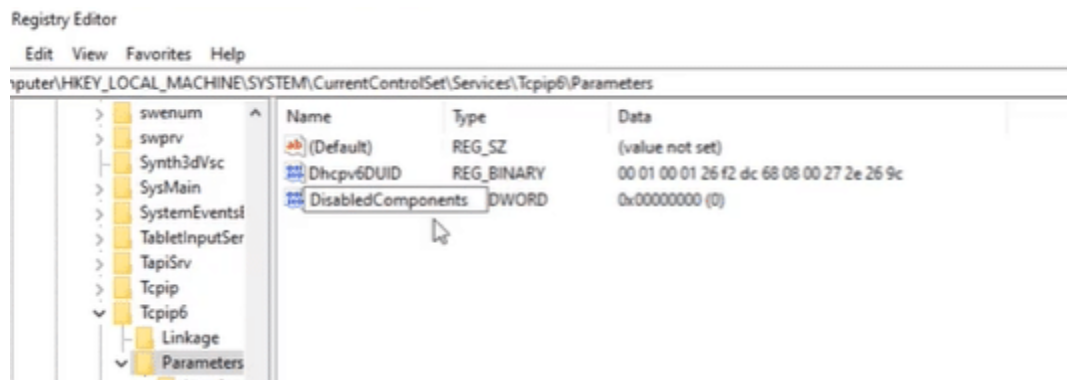 Registry Editor
Edit View Favorites Help
nputer\HKEY_LOCAL_MACHINE\SYSTEM\CurrentControlSet\Services\Tcpip6\Parameters
swenum
swprv
Synth3dVsc
SysMain
SystemEventsE
TabletInputSer
TapiSrv
Tcpip
Tcpip6
Linkage
Parameters
Name Type Data
(Default) REG_SZ (value not set)
Dhcpv6DUID REG_BINARY 00 01 00 01 26 f2 dc 68 08 00 27 2e 26 9c
DisabledComponents DWORD 0x00000000 (0)